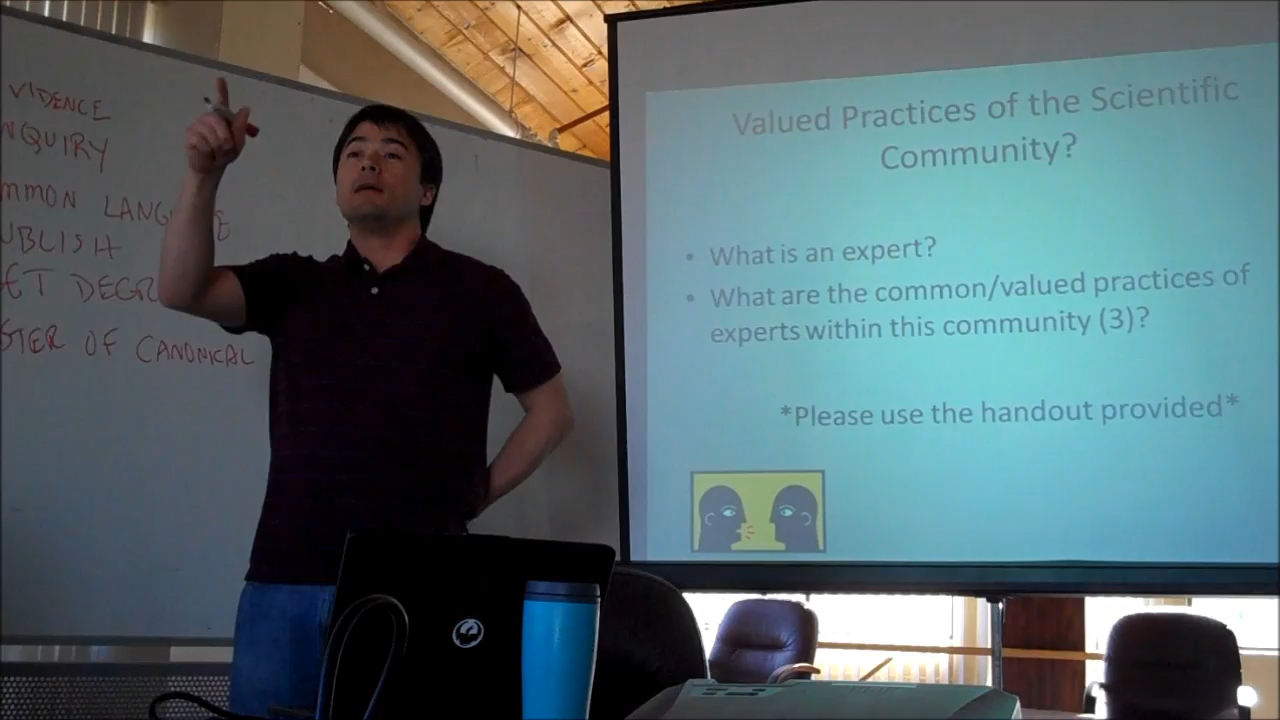 VIDENCE
NQUIRY
MMON LANG E
UBLISH
ET DEGR
STER OF CANONICAL
Valued Practices of the Scientific
Community?
• What is an expert?
• What are the common/valued practices of
experts within this community (3)?
*Please use the handout provided*